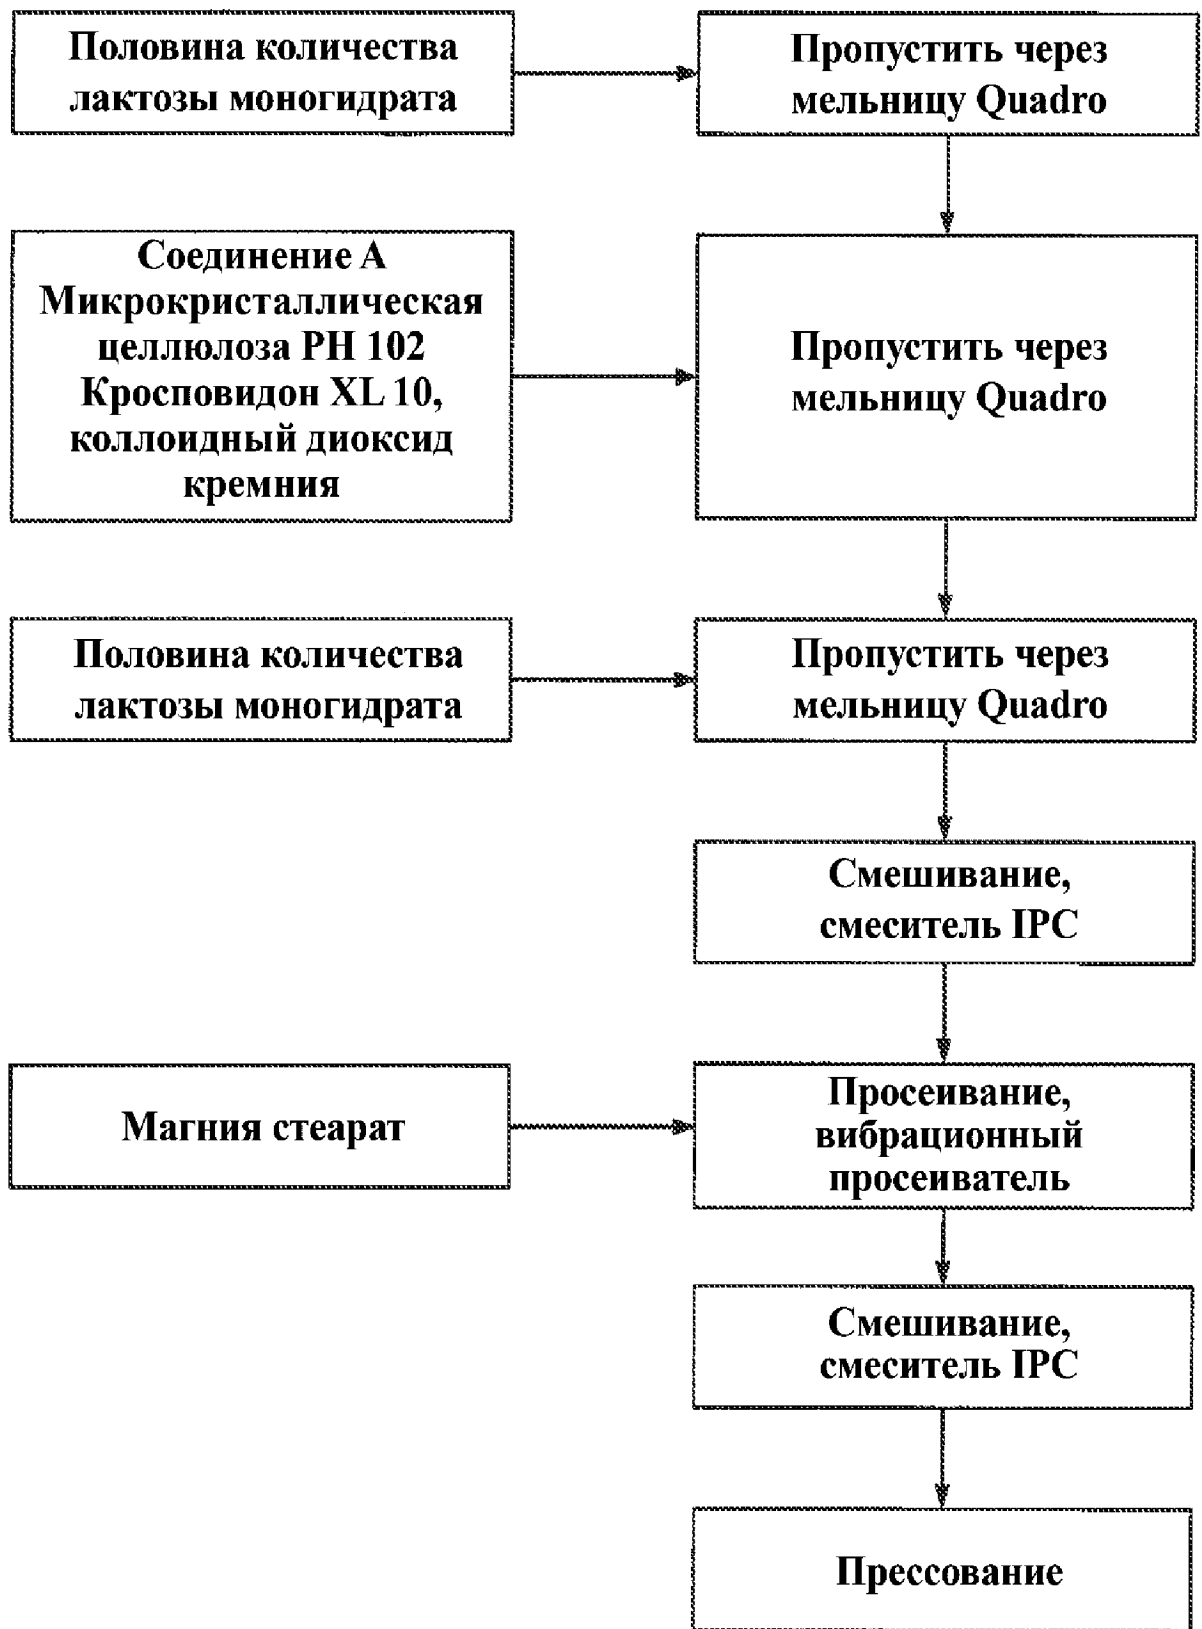 Половина количества
лактозы моногидрата
Пропустить через
мельницу Quadro
Соединение А
Микрокристаллическая
целлюлоза РН 102
Кросповидон XL 10,
коллоидный диоксид
кремния
Пропустить через
мельницу Quadro
Половина количества
лактозы моногидрата
Пропустить через
мельницу Quadro
Смешивание,
смеситель IPC
Магния стеарат
Просеивание,
вибрационный
просеиватель
Смешивание,
смеситель IPC
Прессование